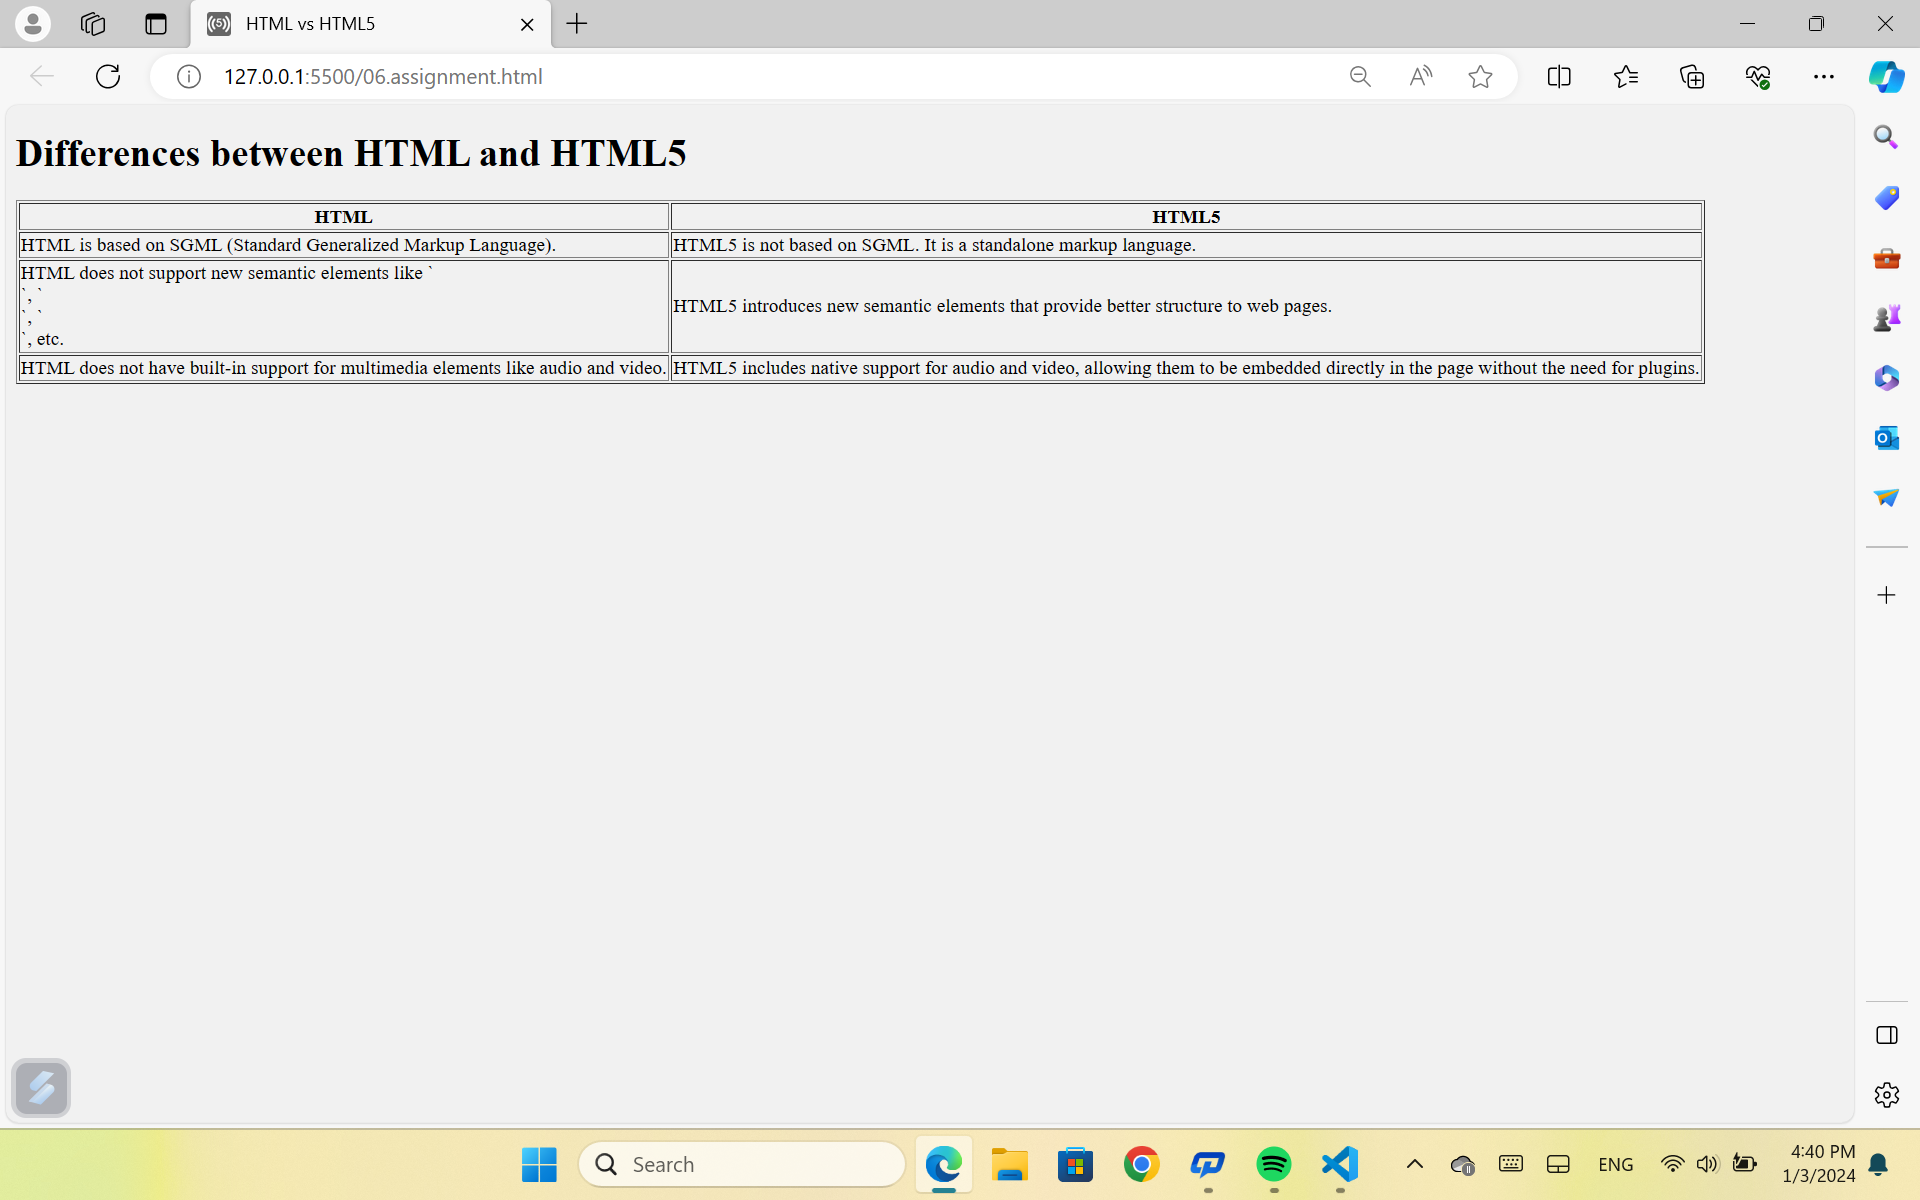 HTML vs HTML5
127.0.0.1:5500/06.assignment.html
Differences between HTML and HTML5
HTML HTML5
HTML is based on SGML (Standard Generalized Markup Language). HTML5 is not based on SGML. It is a standalone markup language.
HTML does not support new semantic elements like `
`, `
`, `
`, etc.
HTML5 introduces new semantic elements that provide better structure to web pages.
HTML does not have built-in support for multimedia elements like audio and video. HTML5 includes native support for audio and video, allowing them to be embedded directly in the page without the need for plugins.
Search
ENG
4:40 PM
1/3/2024